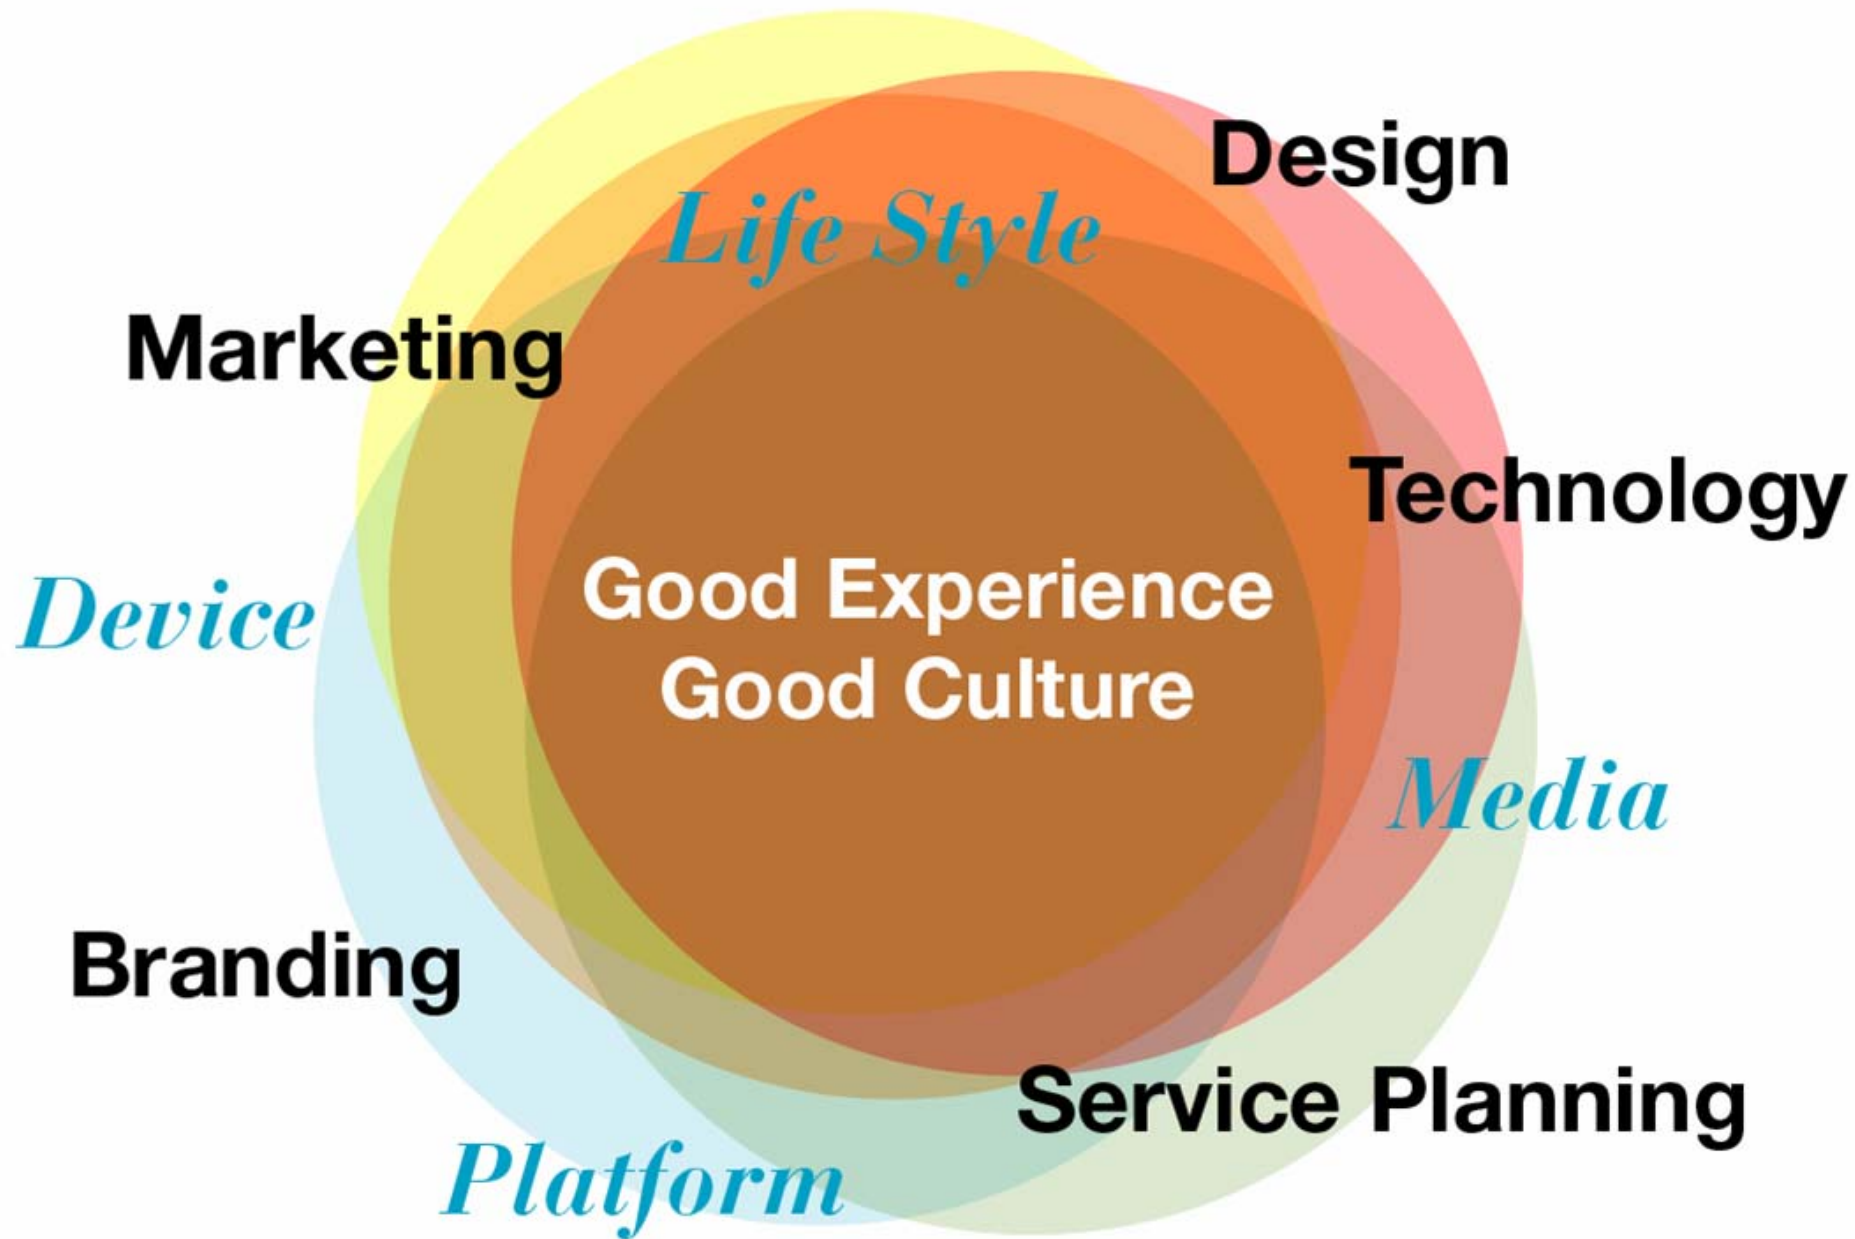 Design
Life Style
Marketing
Technology
Good Experience
Good Culture
Device
Media
Branding
Service Planning
Platform